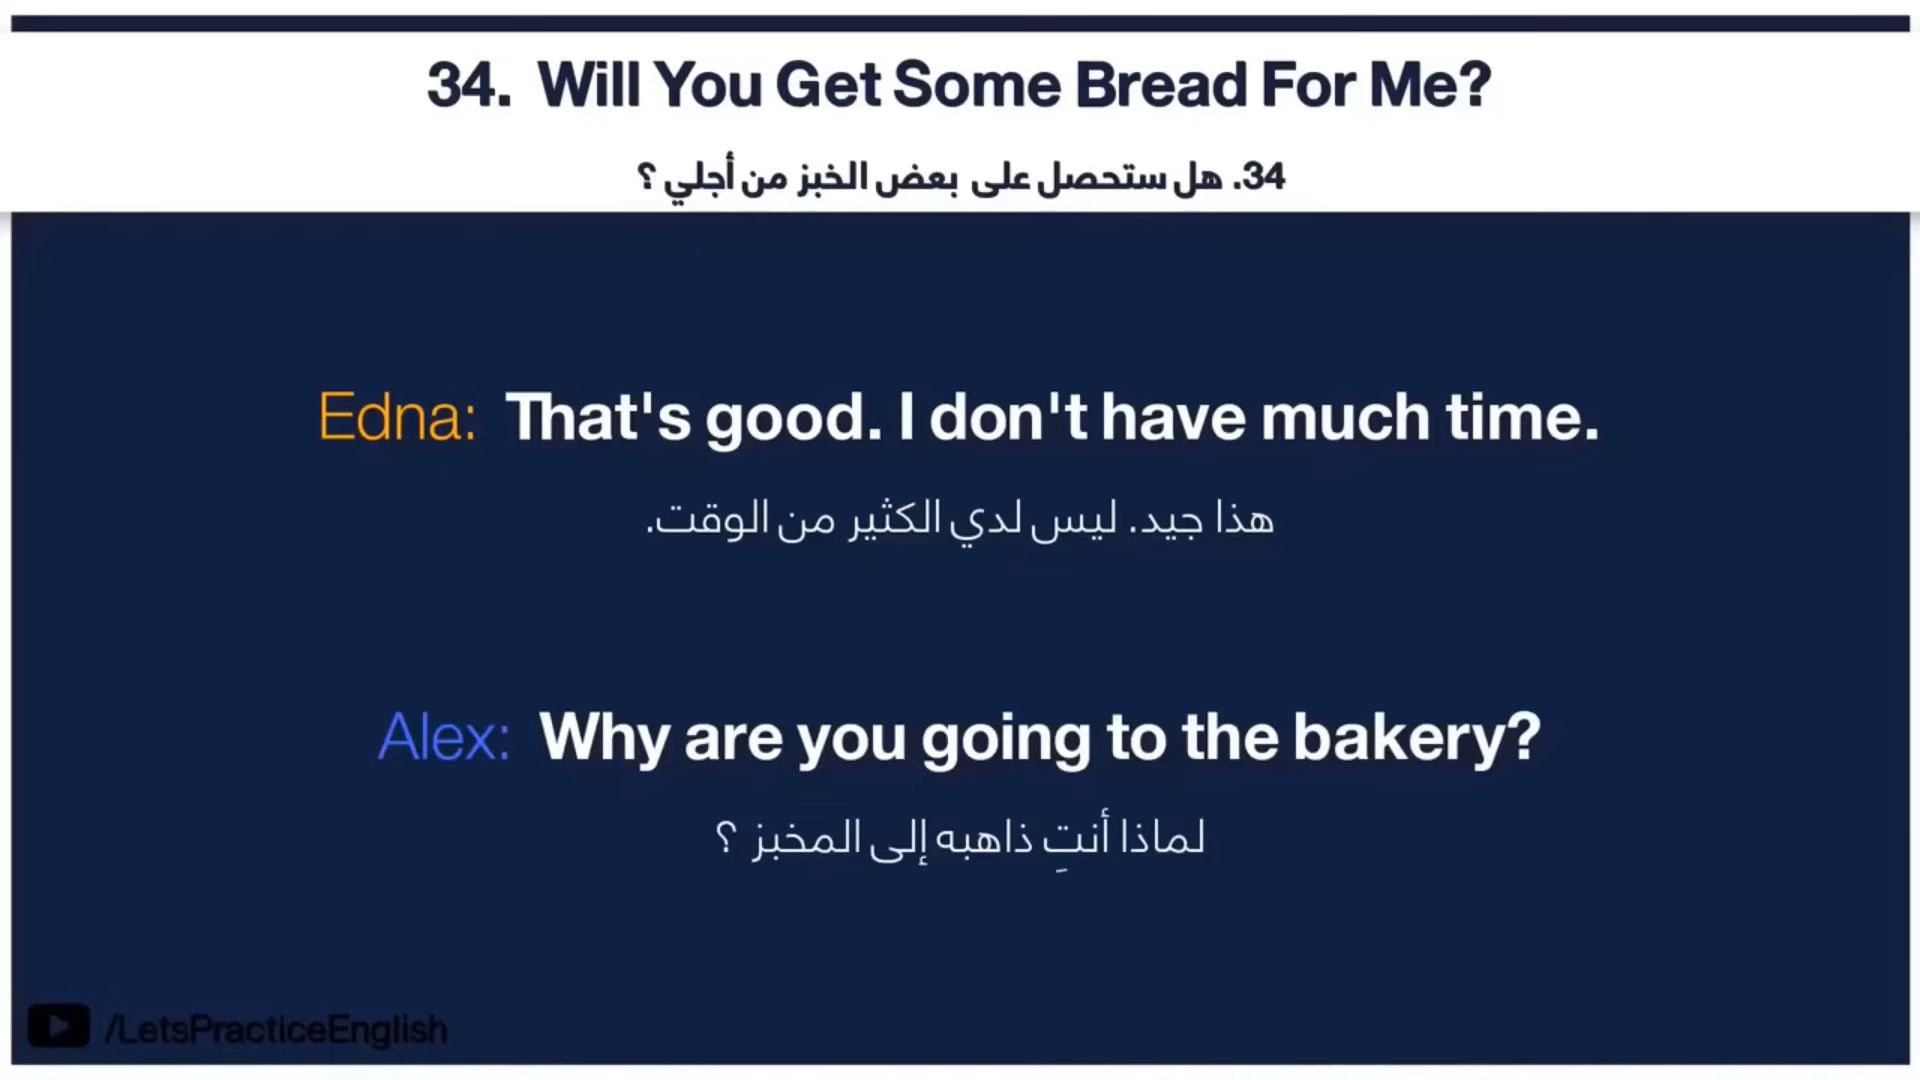 34. Will You Get Some Bread For Me?
34. هل ستحصل على بعض الخبز من أجلي ؟
Edna: That's good. I don't have much time.
هذا جيد. ليس لدي الكثير من الوقت.
Alex: Why are you going to the bakery?
لماذا أنتِ ذاهبه إلى المخبز ؟
/LetsPracticeEnglish